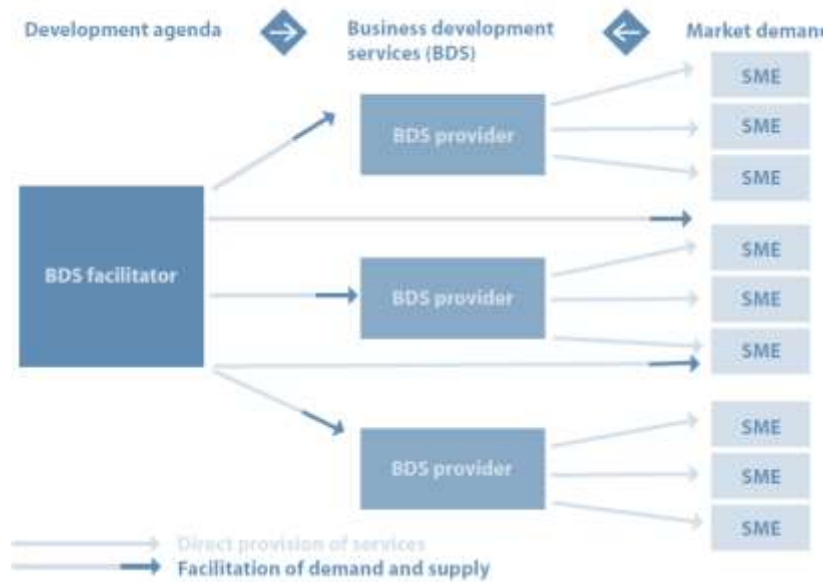 Development agenda
Business development
services (BDS)
Market demand
BDS facilitator
BDS provider
SME
SME
SME
BDS provider
SME
SME
SME
BDS provider
SME
SME
SME
Direct provision of services
Facilitation of demand and supply